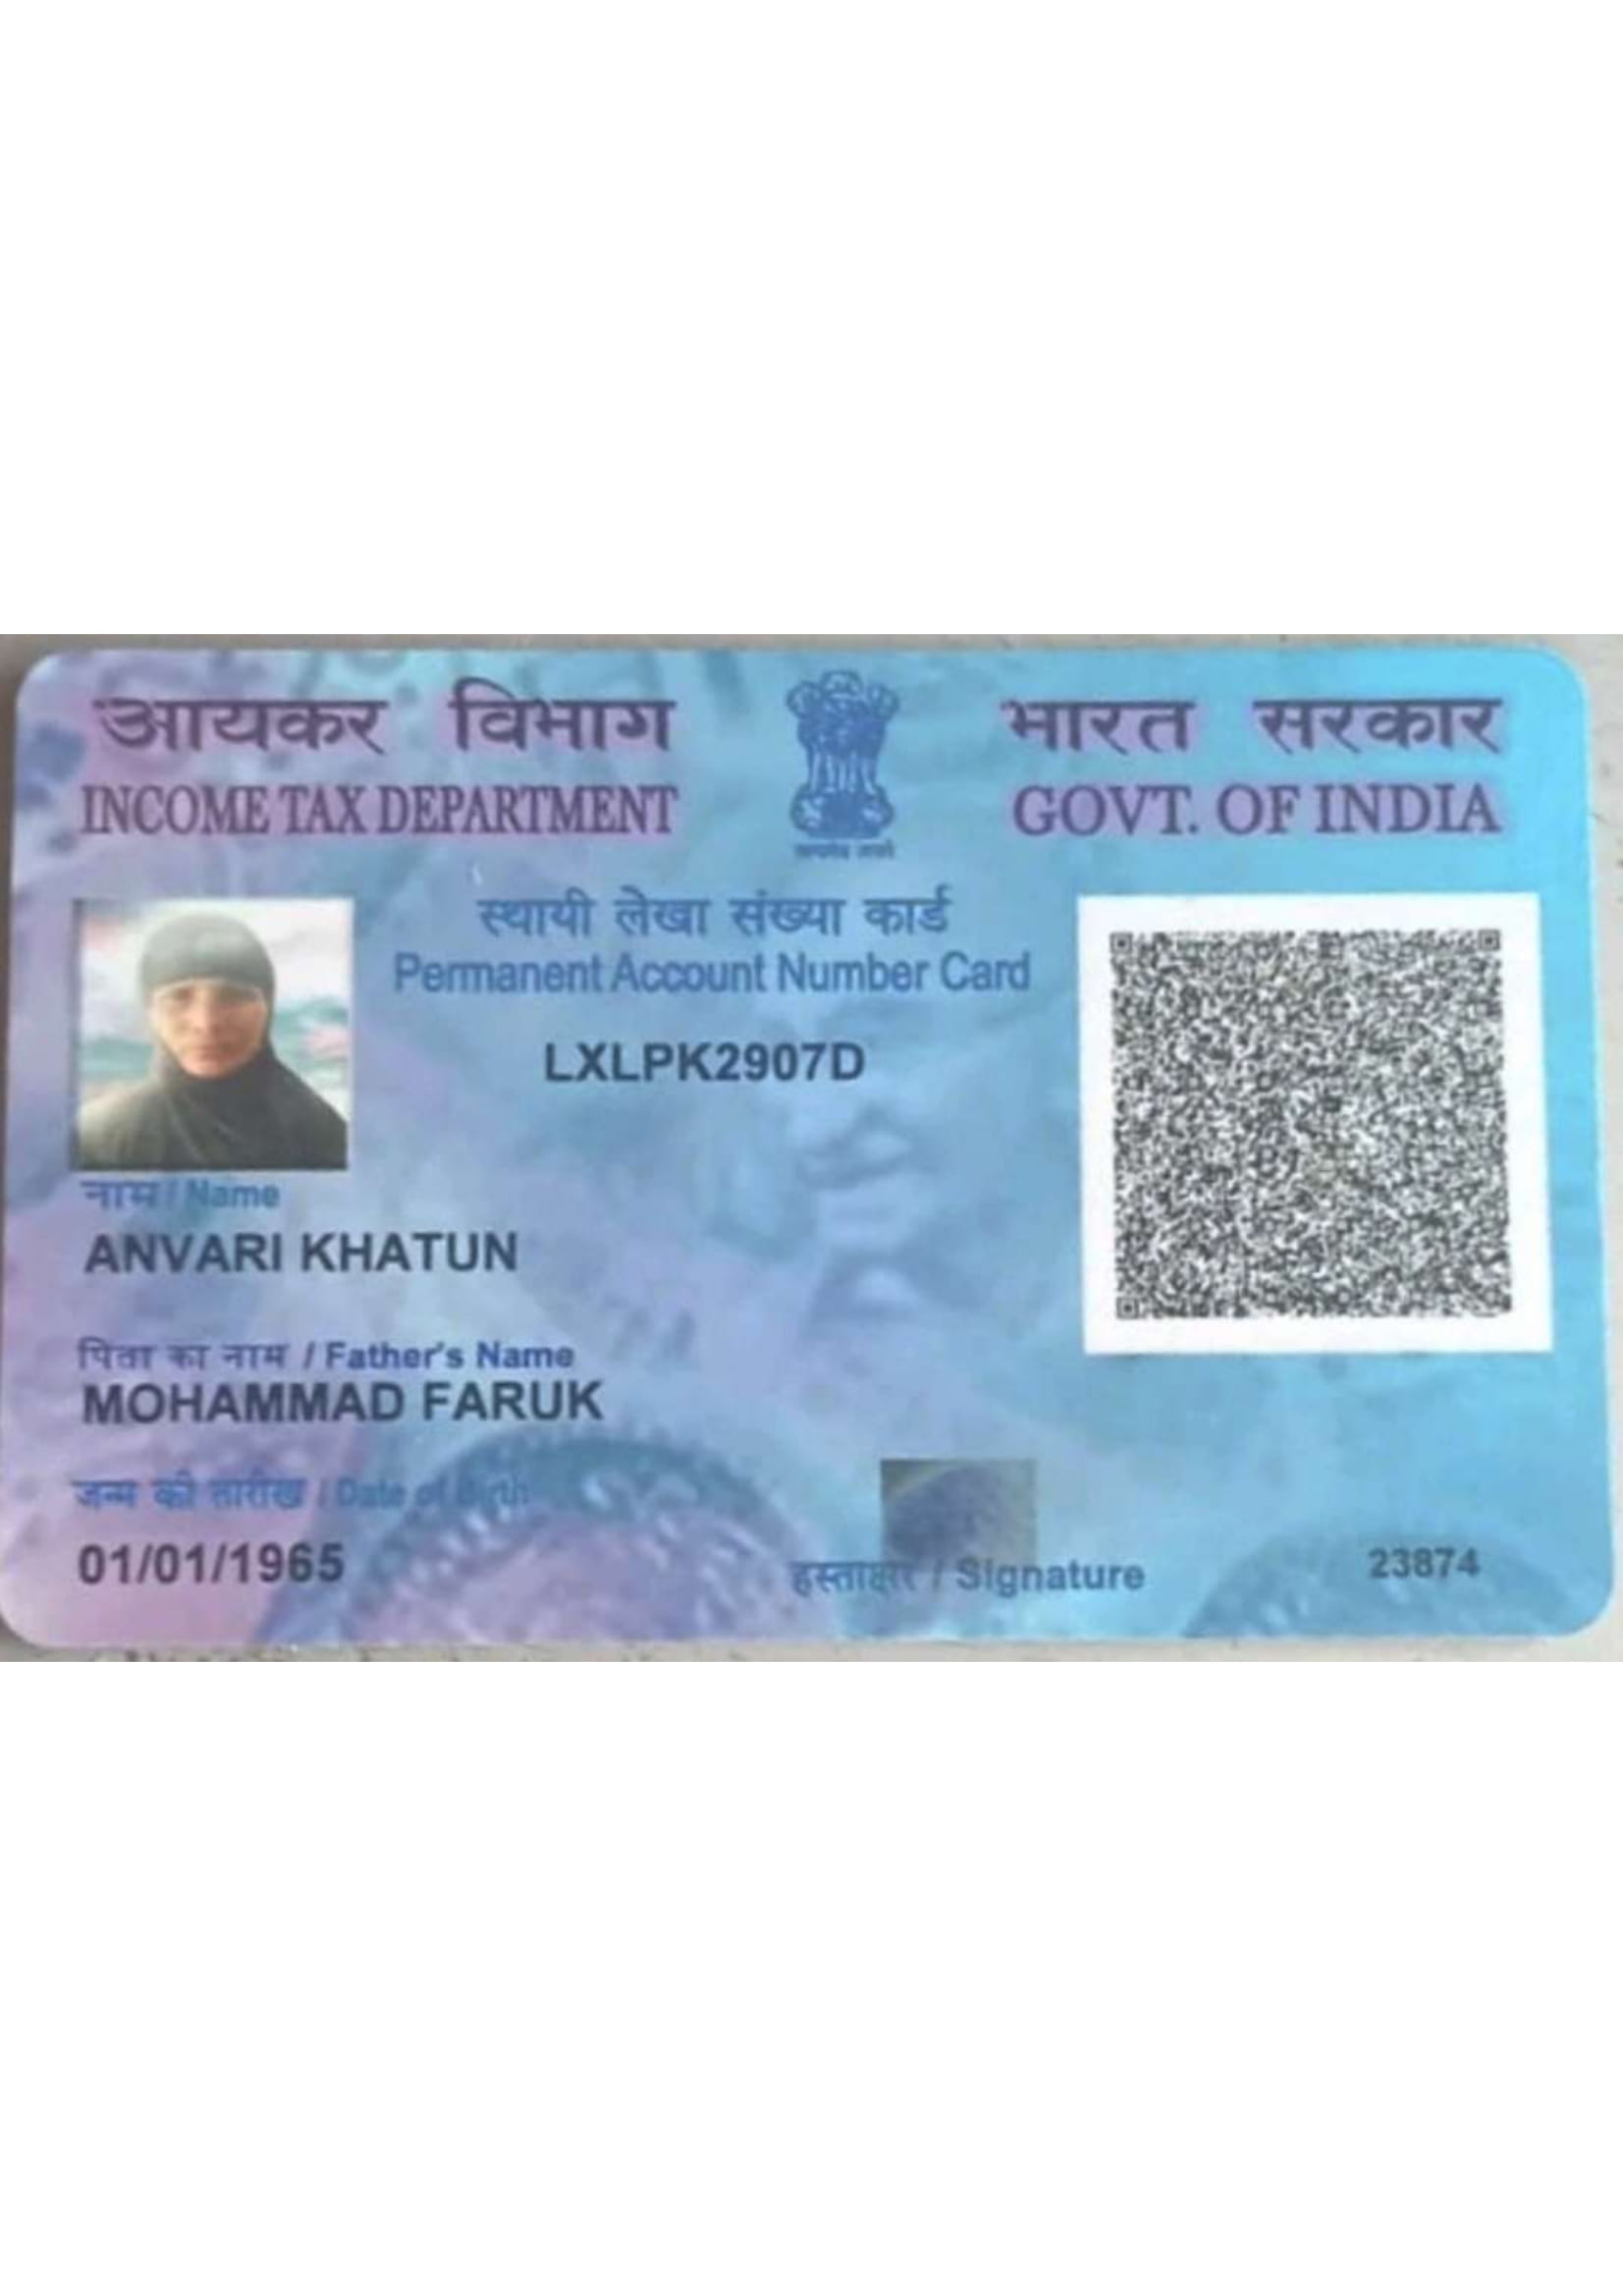 आयकर विभाग
INCOME TAX DEPARTMENT
भारत सरकार
GOVT. OF INDIA
सत्यमेव जयते
स्थायी लेखा संख्या कार्ड
Permanent Account Number Card
LXLPK2907D
नाम / Name
ANVARI KHATUN
पिता का नाम / Father's Name
MOHAMMAD FARUK
जन्म की तारीख / Date of Birth
01/01/1965
हस्ताक्षर / Signature
23874